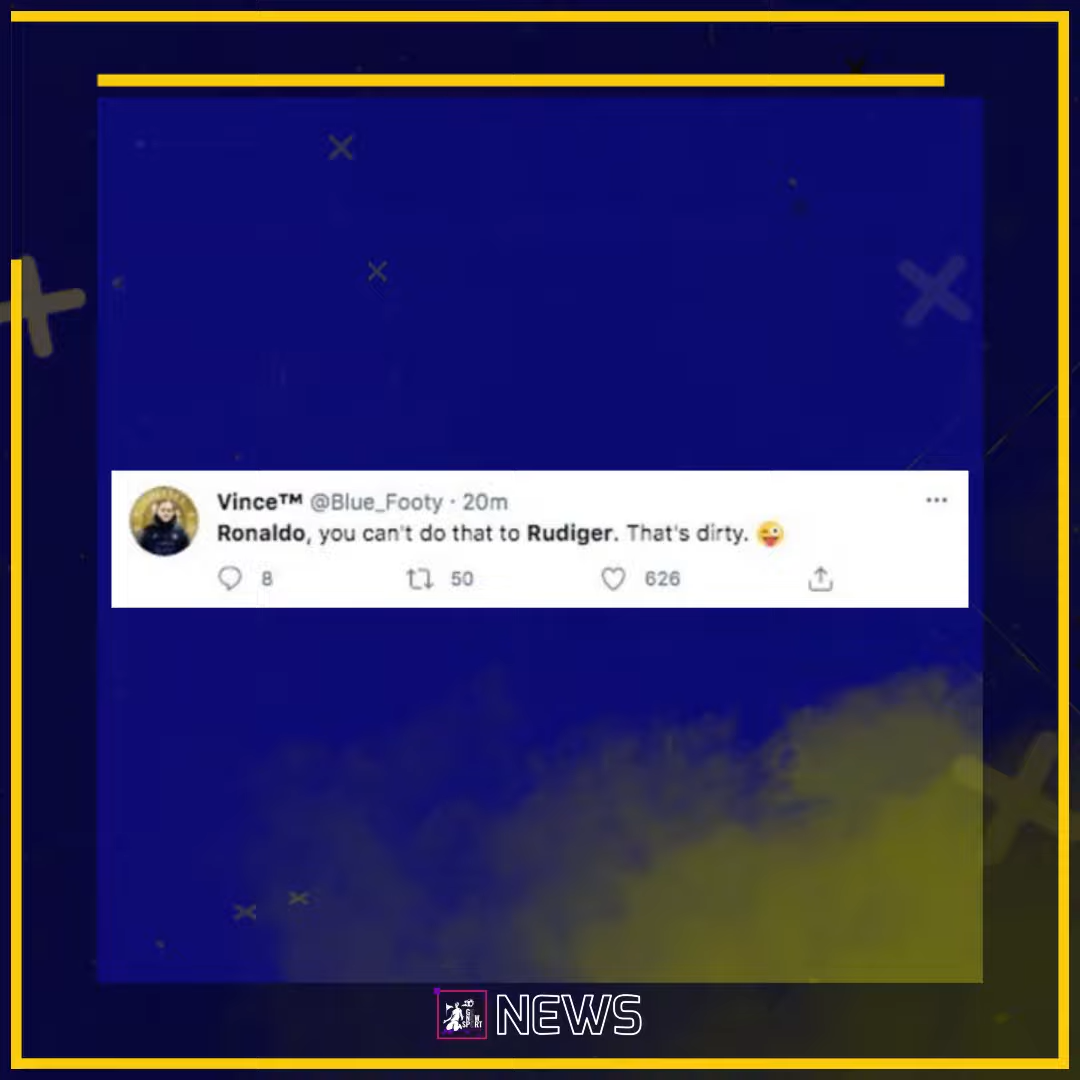 Vince™ @Blue_Footy · 20m
Ronaldo, you can't do that to Rudiger. That's dirty. 😜
8 50 626
NEWS